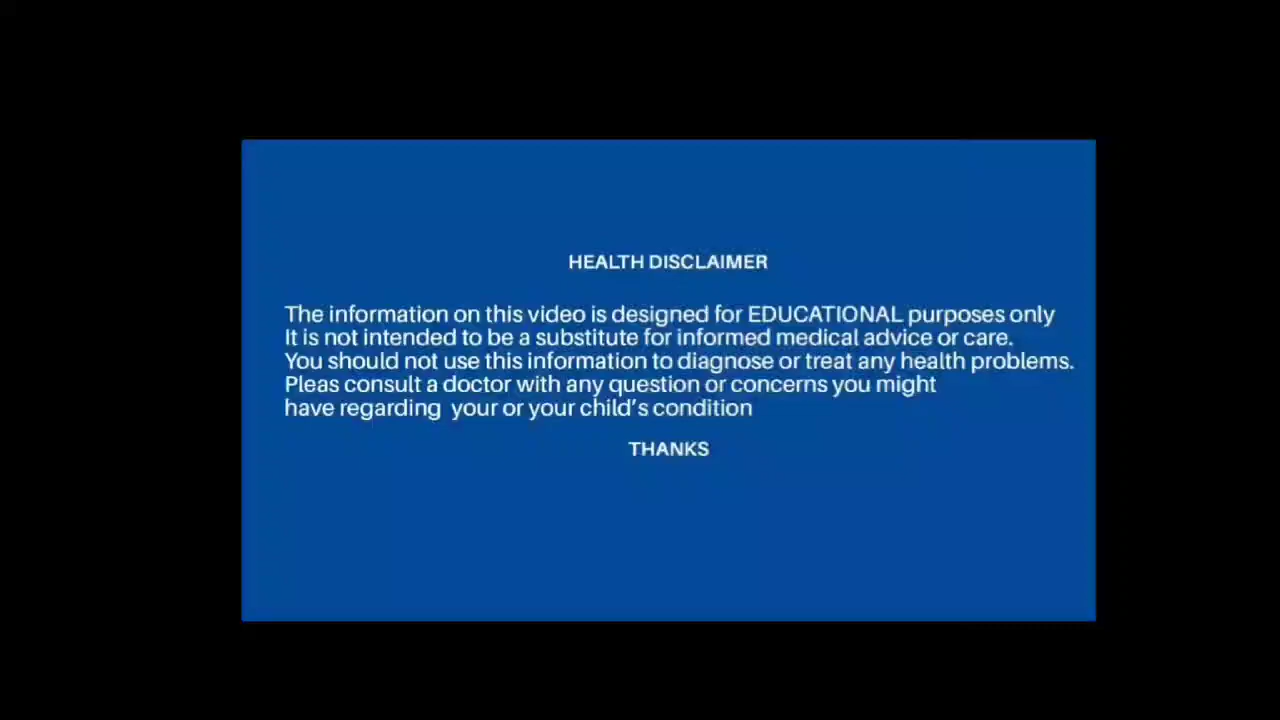 HEALTH DISCLAIMER
The information on this video is designed for EDUCATIONAL purposes only
It is not intended to be a substitute for informed medical advice or care.
You should not use this information to diagnose or treat any health problems.
Pleas consult a doctor with any question or concerns you might
have regarding  your or your child's condition
THANKS